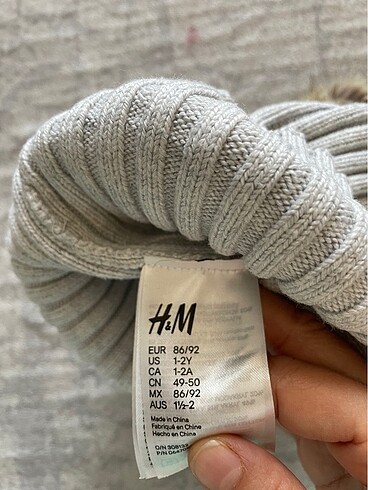 H&M
EUR 86/92
US 1-2Y
CA 1-2A
CN 49-50
MX 86/92
AUS 1½-2
Made in China
Fabriqué en China
Hecho en China
O/N
P/N